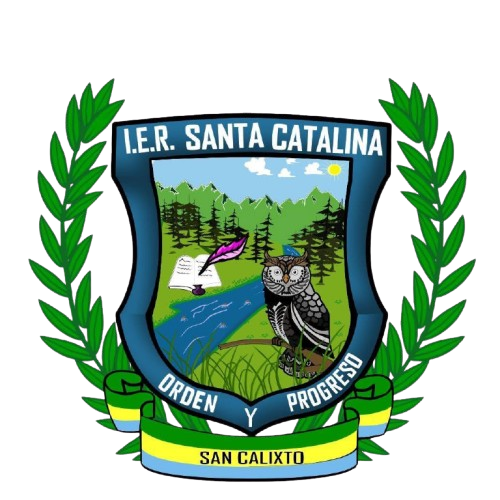 I.E.R. SANTA CATALINA
ORDEN Y PROGRESO
SAN CALIXTO